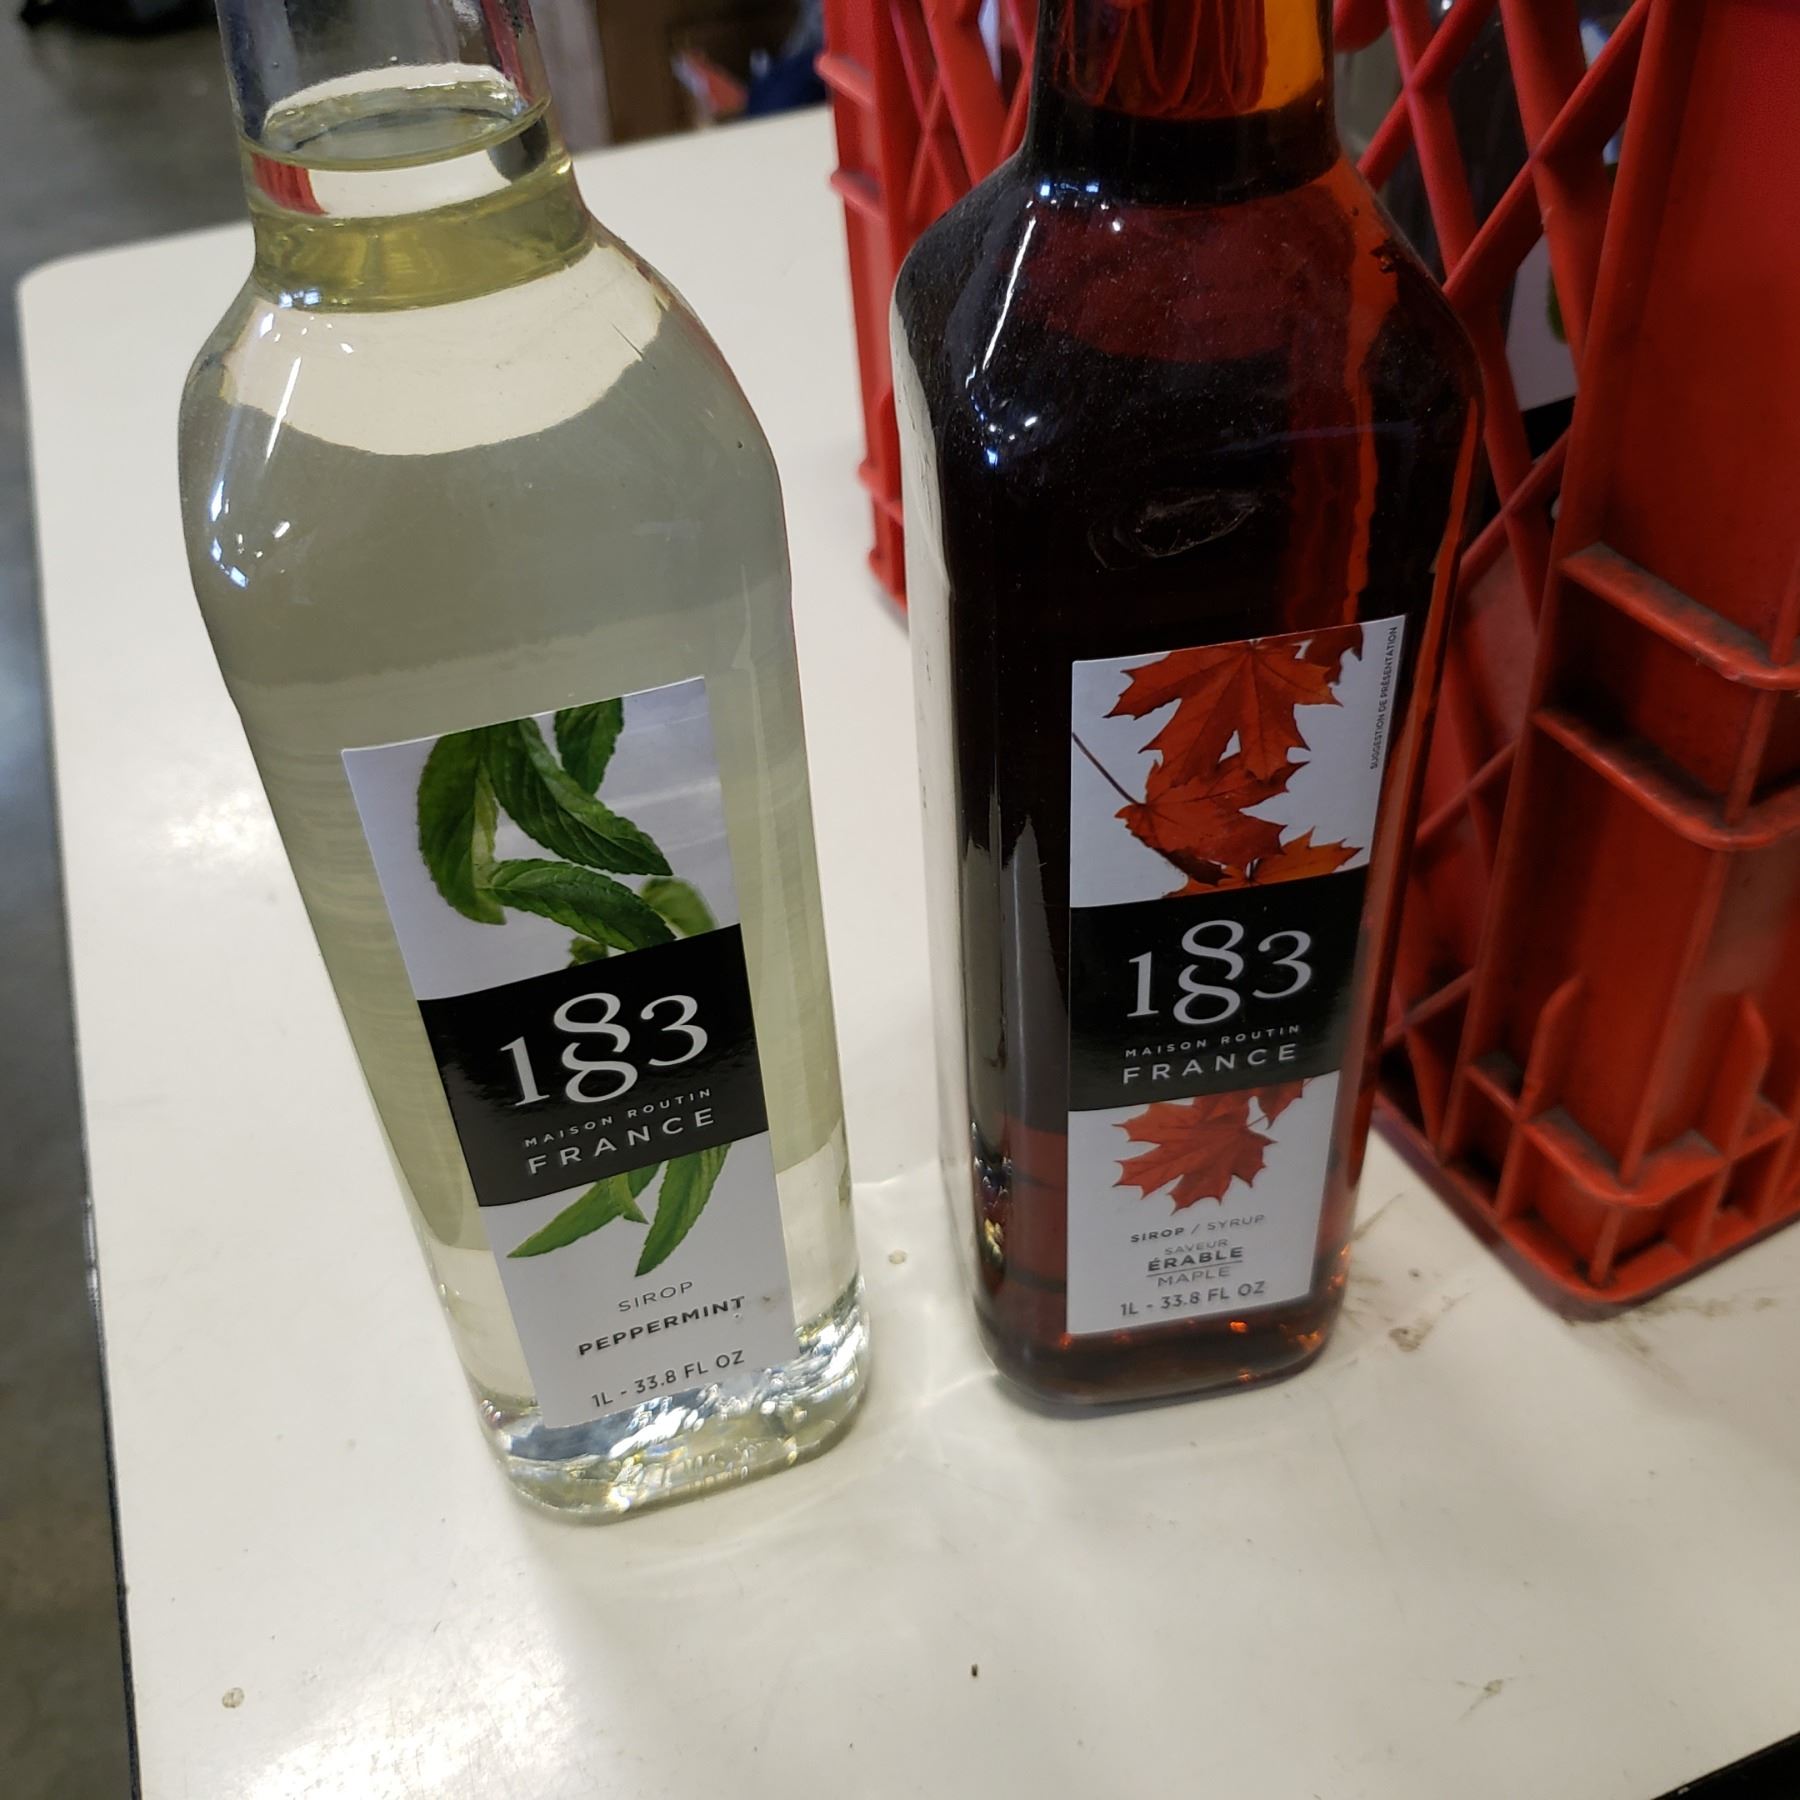 1883
MAISON ROUTIN
FRANCE
SIROP
PEPPERMINT
1L - 33.8 FL OZ
SUGGESTION DE PRÉSENTATION
1883
MAISON ROUTIN
FRANCE
SIROP / SYRUP
SAVEUR
ÉRABLE
MAPLE
1L - 33.8 FL OZ